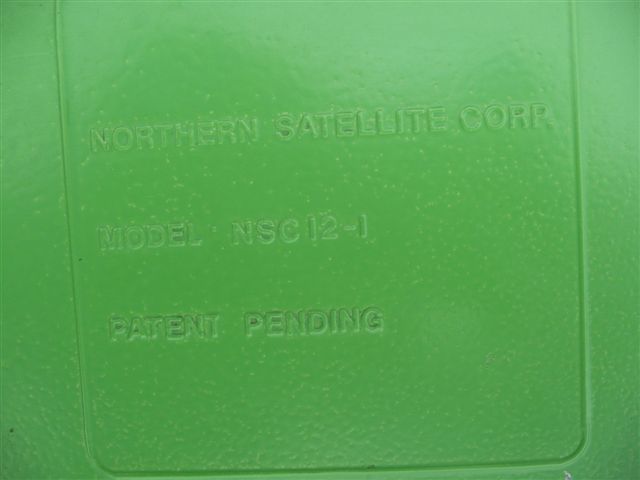 NORTHERN SATELLITE CORP.
MODEL NSC12-1
PATENT PENDING